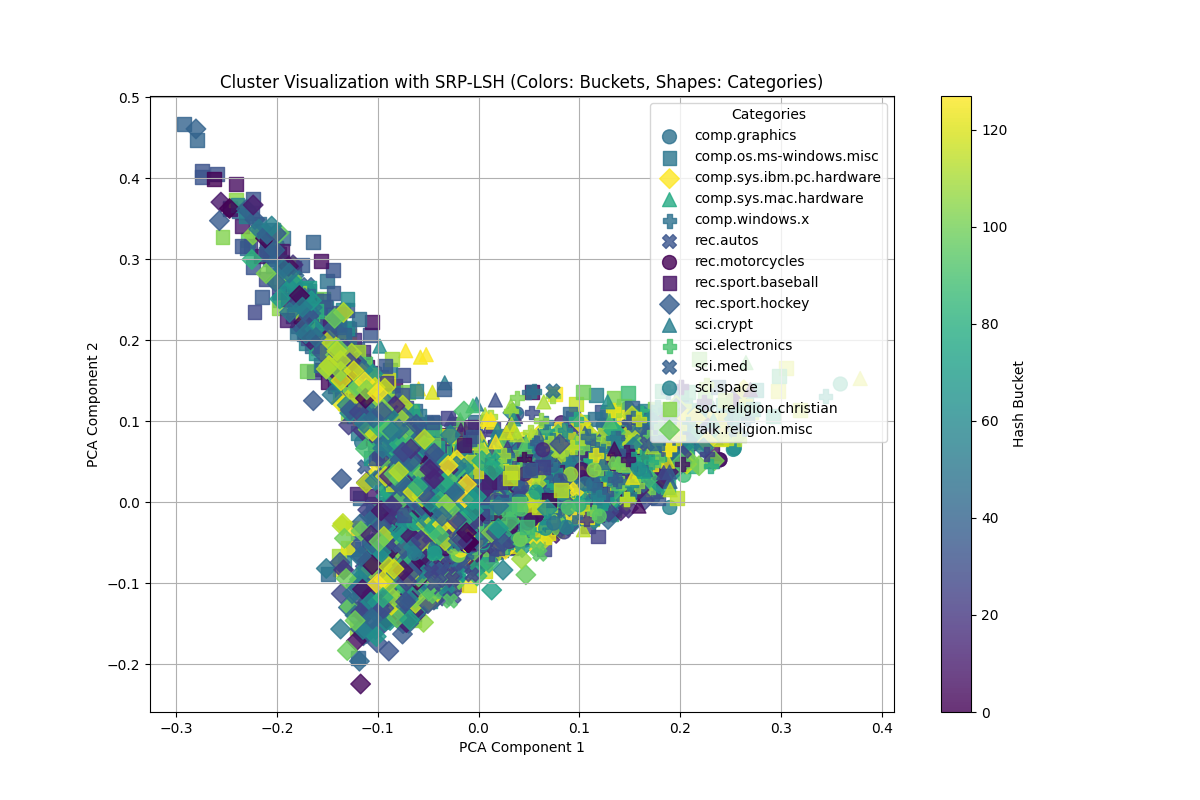 Cluster Visualization with SRP-LSH (Colors: Buckets, Shapes: Categories)
Categories
comp.graphics
comp.os.ms-windows.misc
comp.sys.ibm.pc.hardware
comp.sys.mac.hardware
comp.windows.x
rec.autos
rec.motorcycles
rec.sport.baseball
rec.sport.hockey
sci.crypt
sci.electronics
sci.med
sci.space
soc.religion.christian
talk.religion.misc
PCA Component 2
0.5
0.4
0.3
0.2
0.1
0.0
−0.1
−0.2
−0.3
−0.2
−0.1
0.0
0.1
0.2
0.3
0.4
PCA Component 1
120
100
80
60
40
20
0
Hash Bucket